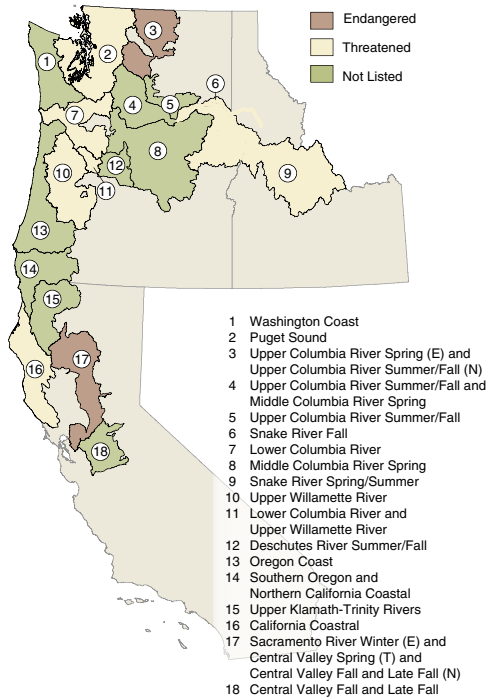 Endangered
Threatened
Not Listed
3
1
2
6
4
5
7
8
12
10
9
11
13
14
15
17
16
18
1 Washington Coast
2 Puget Sound
3 Upper Columbia River Spring (E) and
Upper Columbia River Summer/Fall (N)
4 Upper Columbia River Summer/Fall and
Middle Columbia River Spring
5 Upper Columbia River Summer/Fall
6 Snake River Fall
7 Lower Columbia River
8 Middle Columbia River Spring
9 Snake River Spring/Summer
10 Upper Willamette River
11 Lower Columbia River and
Upper Willamette River
12 Deschutes River Summer/Fall
13 Oregon Coast
14 Southern Oregon and
Northern California Coastal
15 Upper Klamath-Trinity Rivers
16 California Coastral
17 Sacramento River Winter (E) and
Central Valley Spring (T) and
Central Valley Fall and Late Fall (N)
18 Central Valley Fall and Late Fall